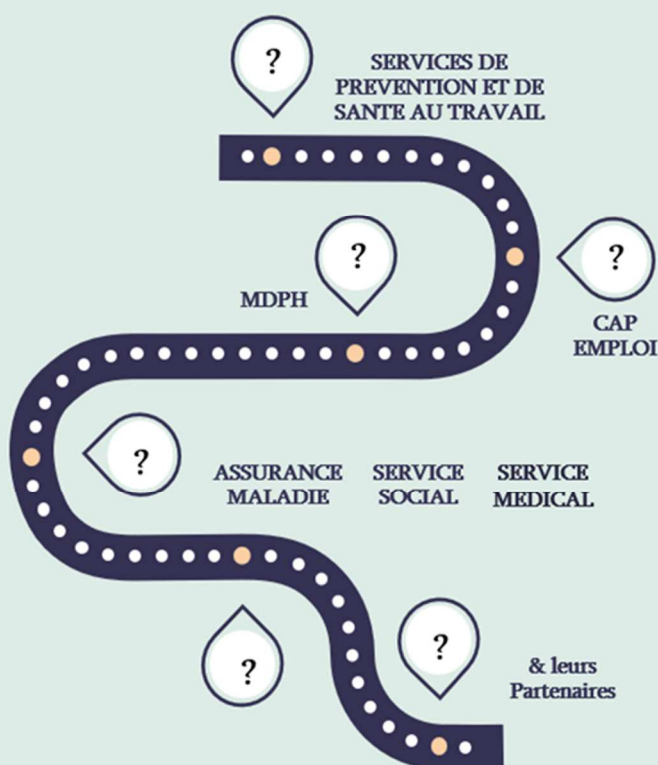 ?
SERVICES DE
PREVENTION ET DE
SANTE AU TRAVAIL
?
MDPH
?
CAP
EMPLOI
?
ASSURANCE
MALADIE
SERVICE
SOCIAL
SERVICE
MEDICAL
?
?
& leurs
Partenaires